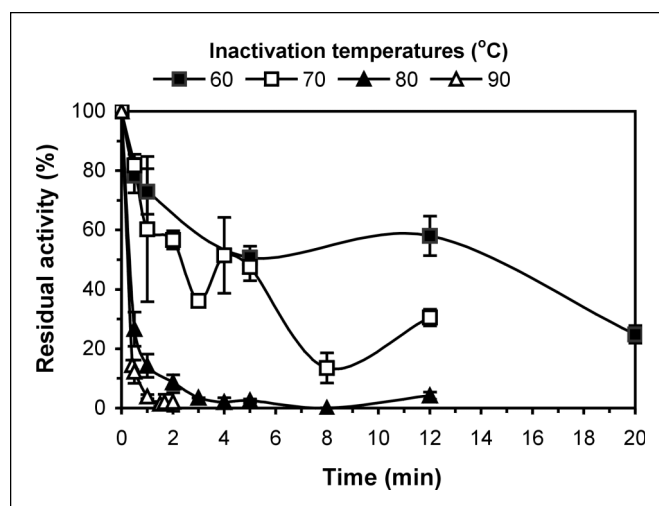 Inactivation temperatures (°C)
60 70 80 90
100
80
60
40
20
0
Residual activity (%)
0 2 4 6 8 10 12 14 16 18 20
Time (min)